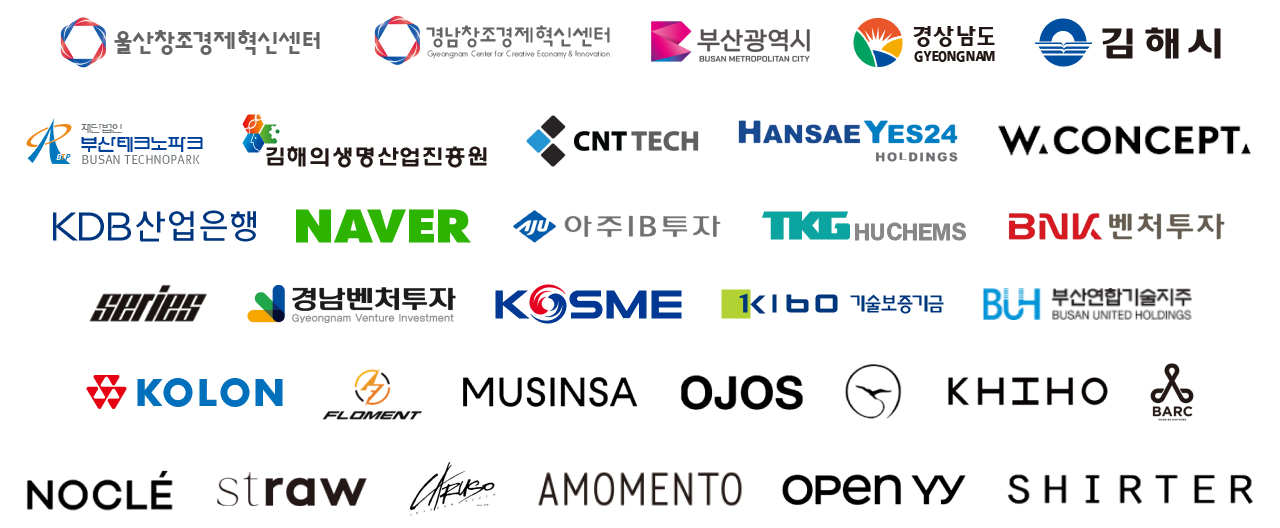 울산창조경제혁신센터
경남창조경제혁신센터
Gyeongnam Center for Creative Economy & Innovation
부산광역시
BUSAN METROPOLITAN CITY
경상남도
GYEONGNAM
김해시
재단법인
부산테크노파크
BUSAN TECHNOPARK
BTP
김해의생명산업진흥원
CNTTECH
HANSAE YES24
HOLDINGS
W.CONCEPT.
KDB산업은행
NAVER
AJU 아주IB투자
TKG HUCHEMS
BNK 벤처투자
series
경남벤처투자
Gyeongnam Venture Investment
KOSME
KIBO 기술보증기금
BUH
부산연합기술지주
BUSAN UNITED HOLDINGS
KOLON
FLOMENT
MUSINSA
OJOS
KHIHO
BARC
NOCLÉ
straw
CARUSO
AMOMENTO
OPEN YY
SHIRTER